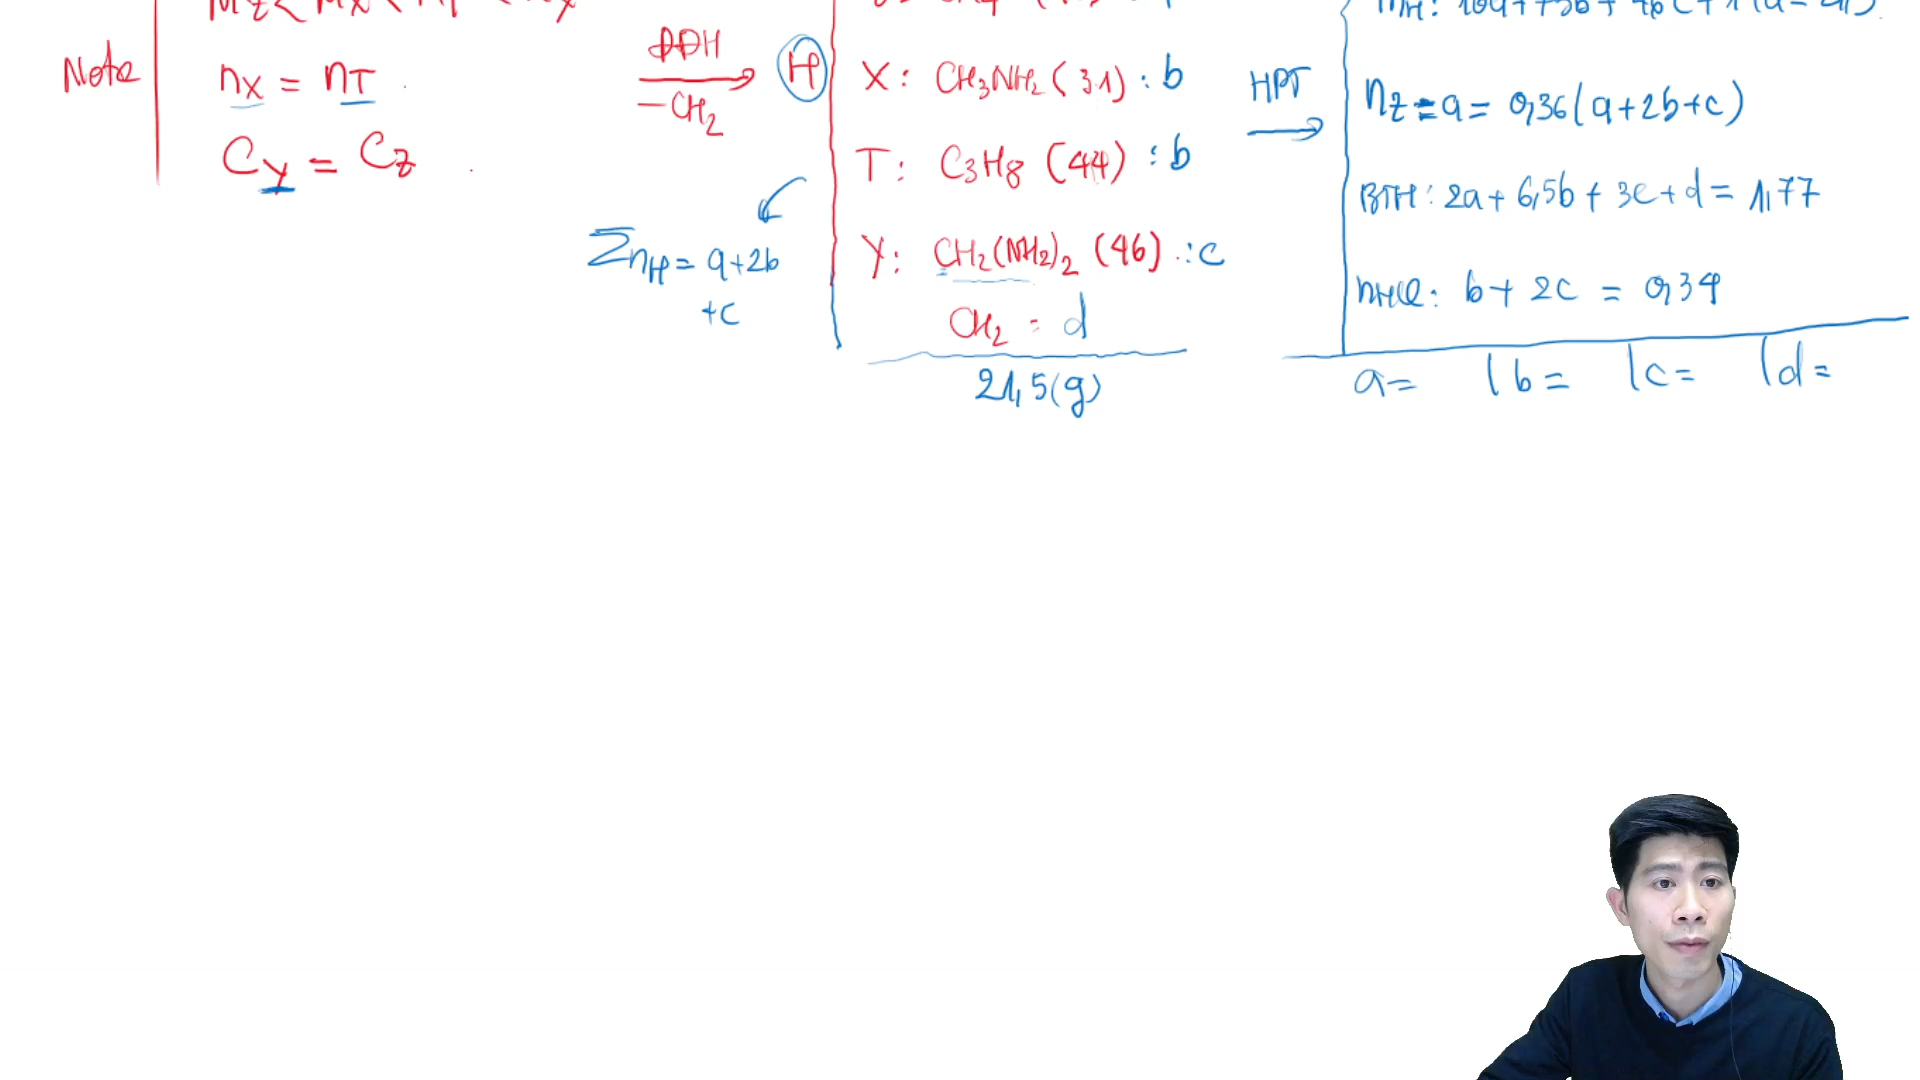 Note
nX = nT
Cy = Cz
ĐĐH
-CH2
H
X: CH3NH2 (31): b
T: C3H8 (44): b
Y: CH2(NH2)2 (46): c
CH2 : d
21,5(g)
ΣnH = a+2b
+c
HPT
nZ = a = 0,36(a+2b+c)
BTH: 2a + 6,5b + 3c + d = 1,77
nHCl: b + 2c = 0,34
a= | b= | c= | d=